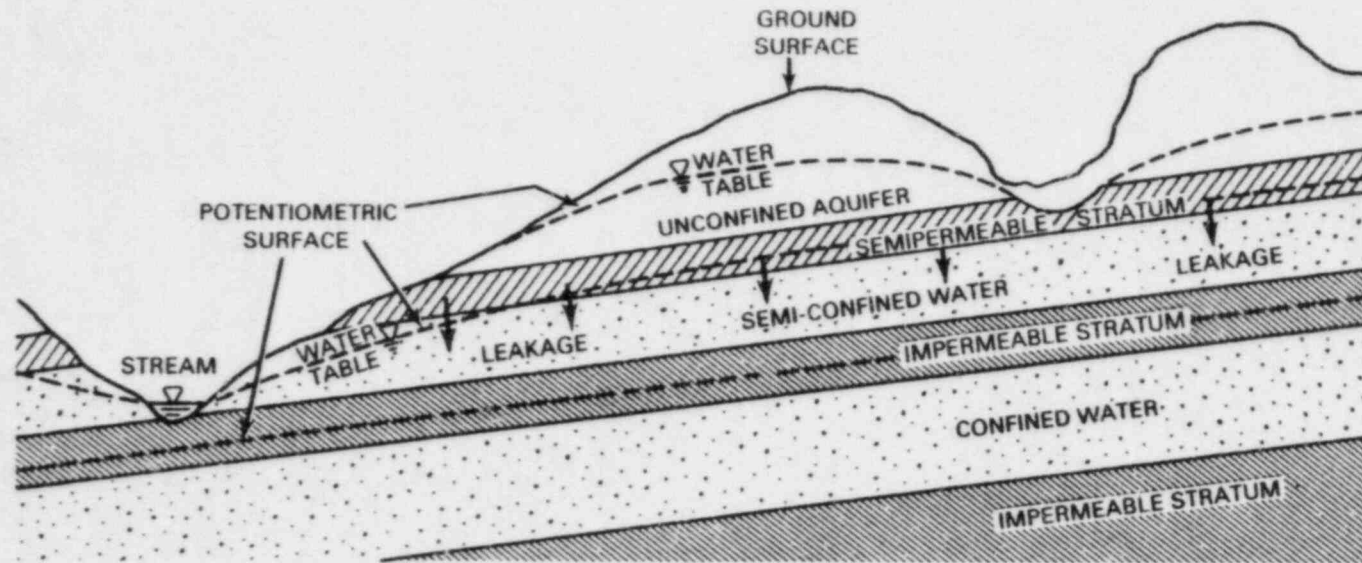 GROUND
SURFACE
WATER
TABLE
POTENTIOMETRIC
SURFACE
UNCONFINED AQUIFER
SEMIPERMEABLE STRATUM
LEAKAGE
SEMI-CONFINED WATER
WATER
TABLE
LEAKAGE
STREAM
IMPERMEABLE STRATUM
CONFINED WATER
IMPERMEABLE STRATUM